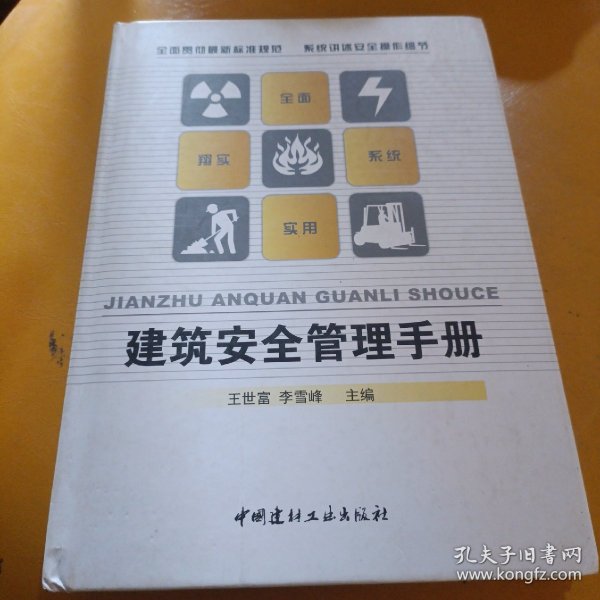 全面贯彻最新标准规范 系统讲述安全操作细节
全面
翔实
系统
实用
JIANZHU ANQUAN GUANLI SHOUCE
建筑安全管理手册
王世富 李雪峰 主编
中国建材工业出版社
孔夫子旧书网
www.kongfz.com